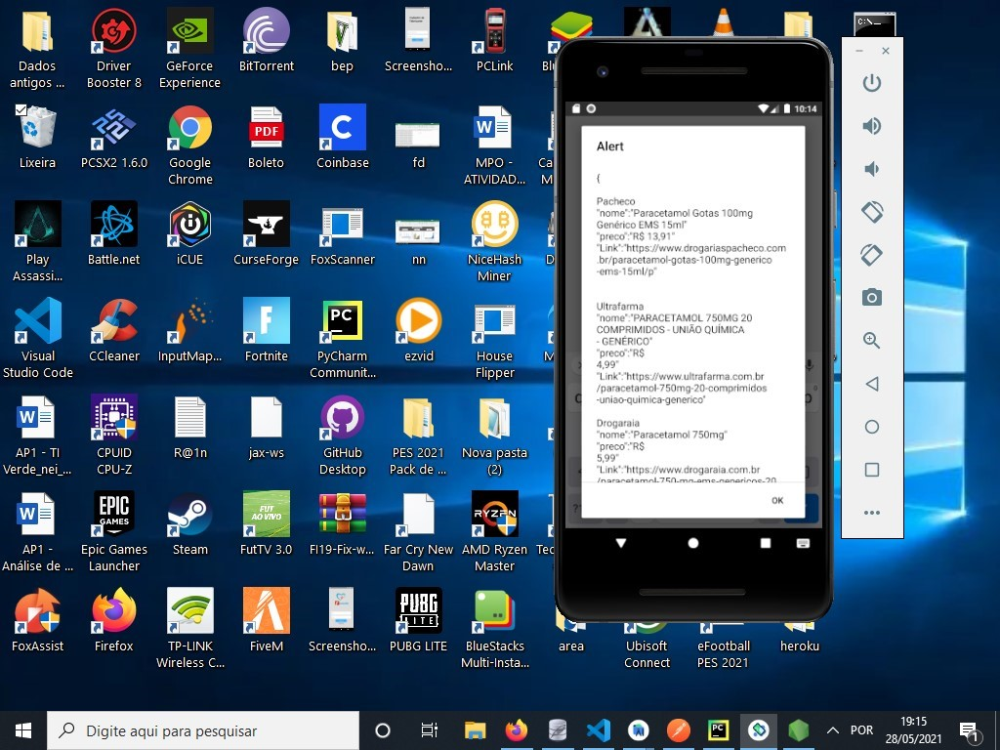 Dados
antigos ...
Driver
Booster 8
GeForce
Experience
BitTorrent
bep
Screensho...
PCLink
Lixeira
PCSX2 1.6.0
Google
Chrome
PDF
Boleto
C
Coinbase
fd
W
MPO -
ATIVIDAD...
Play
Assassi...
Battle.net
iCUE
CurseForge
FoxScanner
nn
NiceHash
Miner
Visual
Studio Code
CCleaner
InputMap...
F
Fortnite
PC
PyCharm
Communit...
ezvid
House
Flipper
W
AP1 - TI
Verde_nei_...
CPUID
CPU-Z
R@1n
jax-ws
GitHub
Desktop
PES 2021
Pack de ...
Nova pasta
(2)
W
AP1 -
Análise de ...
EPIC
GAMES
Epic Games
Launcher
Steam
FUT
AO VIVO
FutTV 3.0
FI19-Fix-w...
Far Cry New
Dawn
RYZEN
AMD Ryzen
Master
FoxAssist
Firefox
TP-LINK
Wireless C...
FiveM
Screensho...
PUBG
LITE
PUBG LITE
BlueStacks
Multi-Insta...
area
Ubisoft
Connect
eFootball
PES 2021
heroku
10:14
Alert
{
Pacheco
"nome":"Paracetamol Gotas 100mg
Genérico EMS 15ml"
"preco":"R$ 13,91"
"Link":"https://www.drogariaspacheco.com
.br/paracetamol-gotas-100mg-generico
-ems-15ml/p"
Ultrafarma
"nome":"PARACETAMOL 750MG 20
COMPRIMIDOS - UNIÃO QUÍMICA
- GENÉRICO"
"preco":"R$
4,99"
"Link":"https://www.ultrafarma.com.br
/paracetamol-750mg-20-comprimidos
-uniao-quimica-generico"
Drogaraia
"nome":"Paracetamol 750mg"
"preco":"R$
5,99"
"Link":"https://www.drogaraia.com.br
/paracetamol-750-mg-ems-genericos-20
OK
Digite aqui para pesquisar
PC
POR
19:15
28/05/2021
1